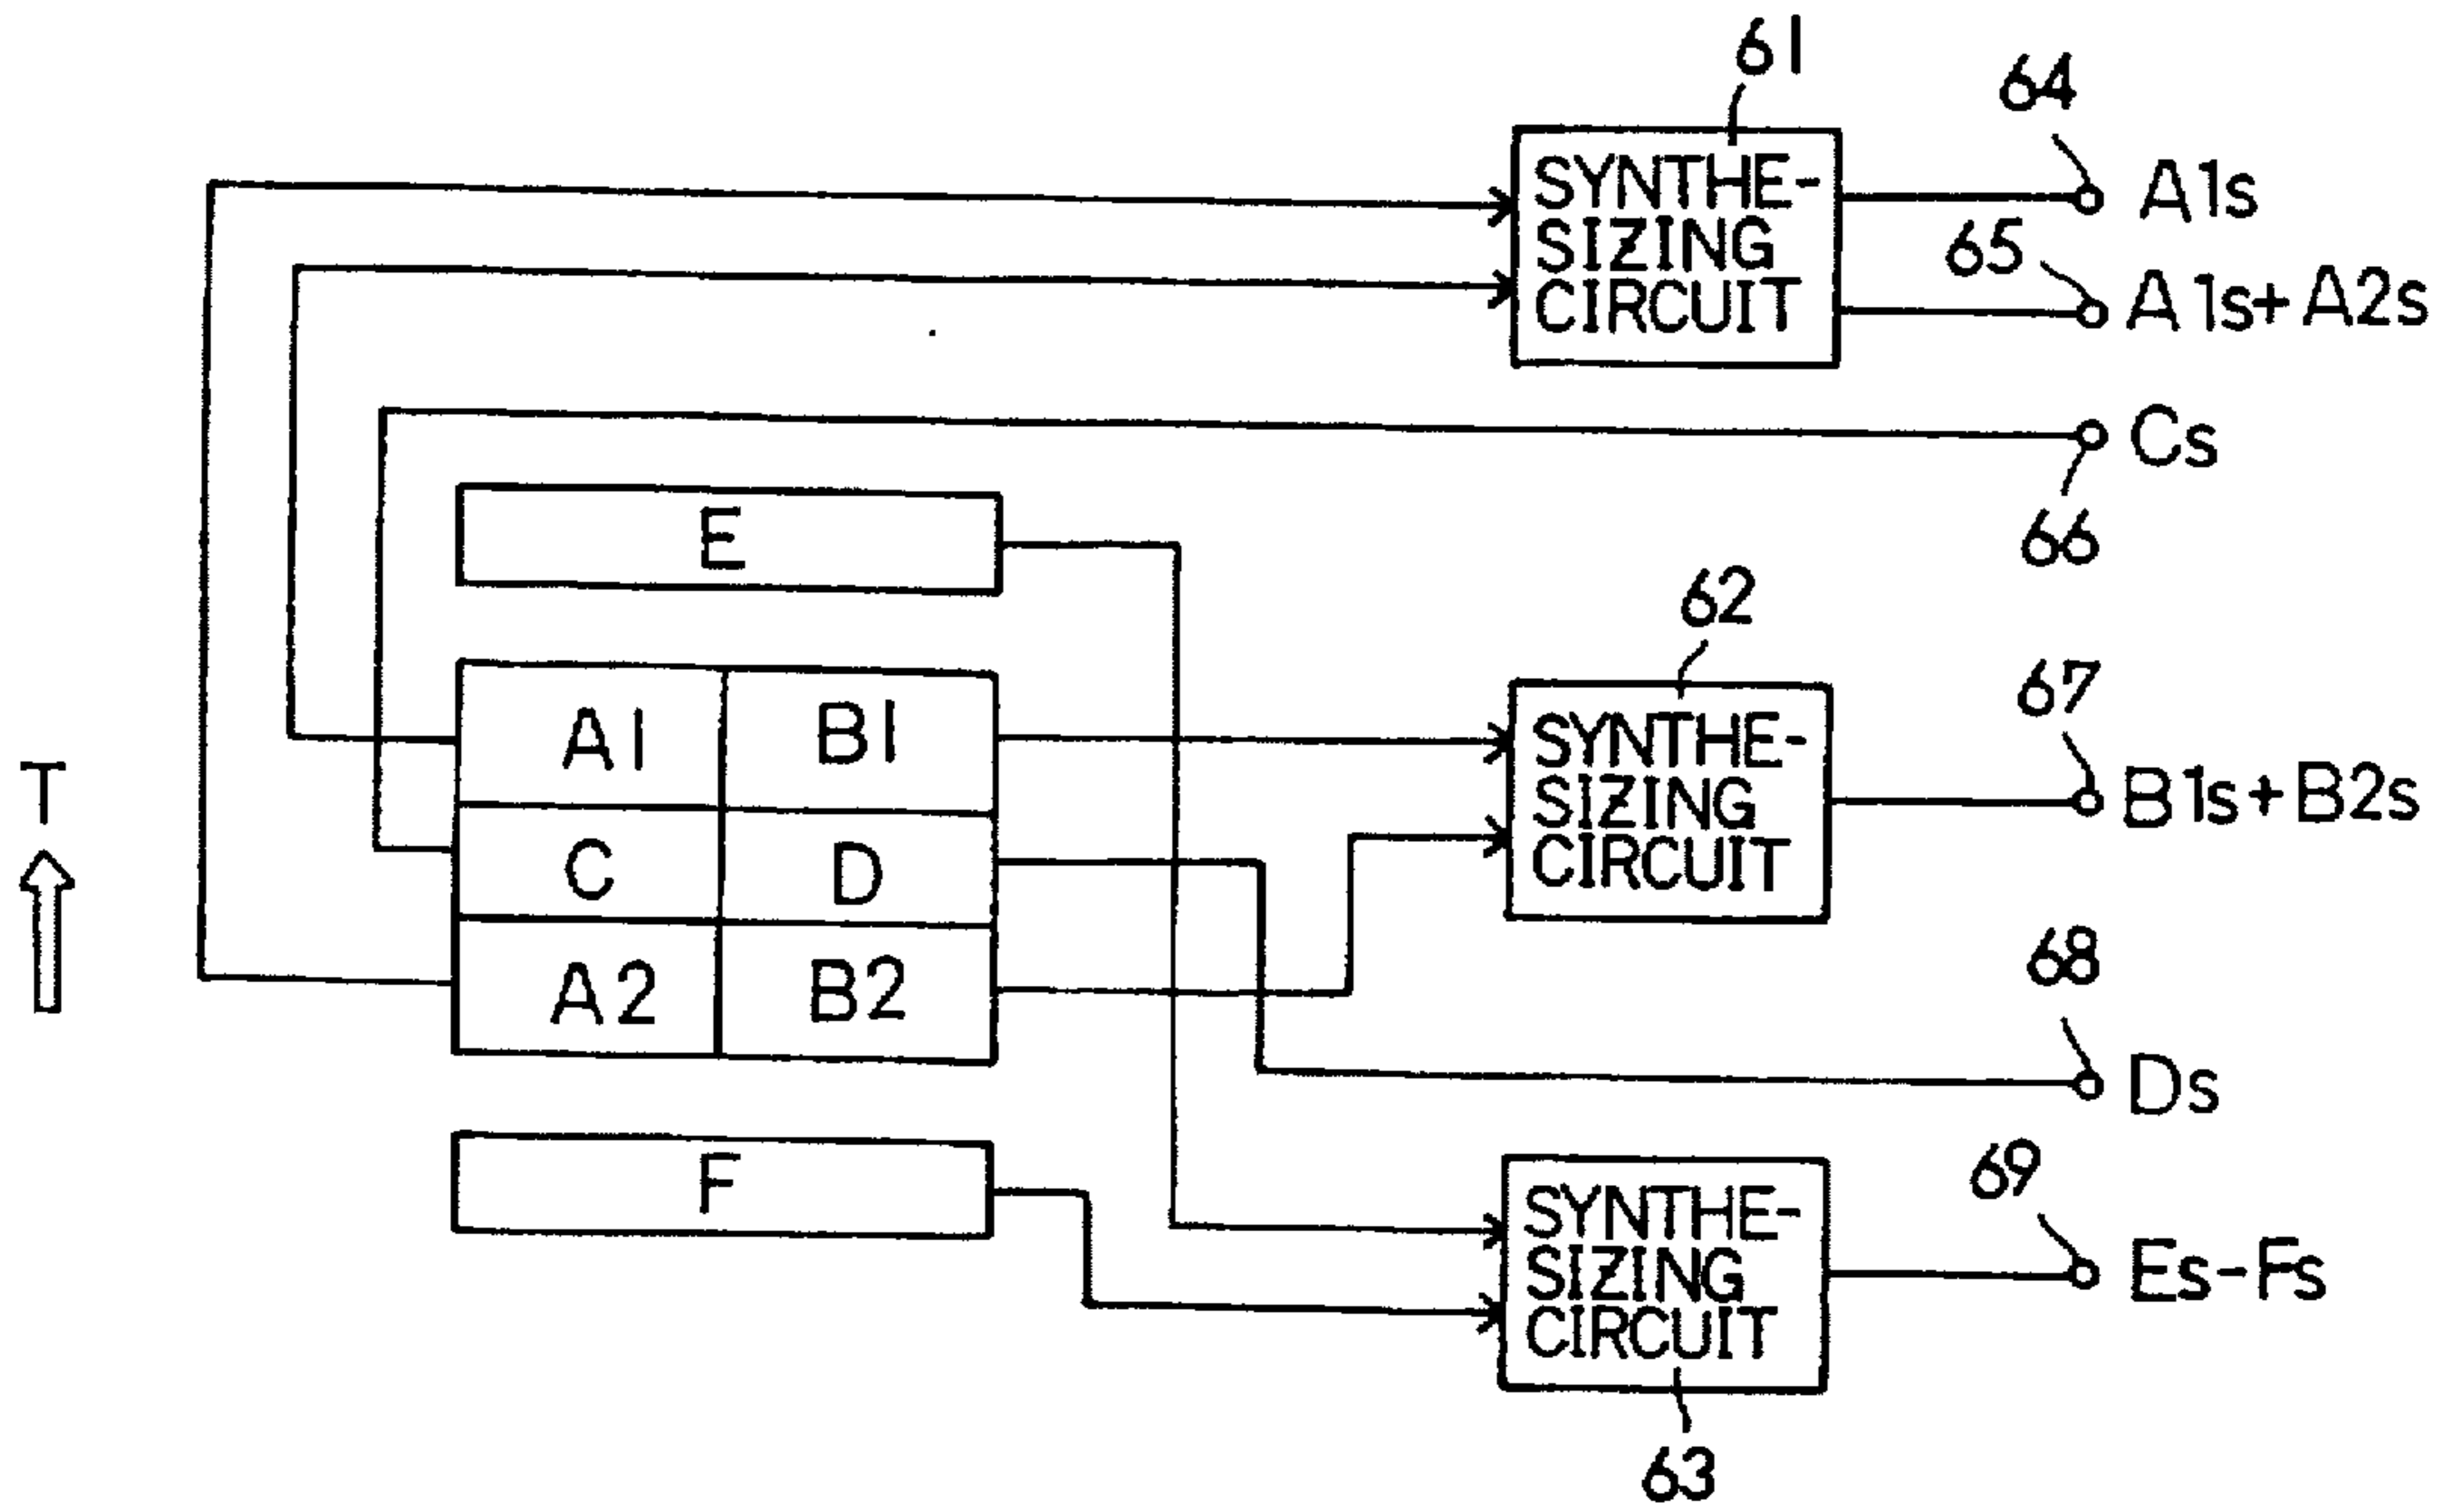 61
64
SYNTHE-
SIZING
CIRCUIT
A1s
65
A1s+A2s
Cs
66
E
62
A1
B1
SYNTHE-
SIZING
CIRCUIT
67
B1s+B2s
T
C
D
A2
B2
68
Ds
F
SYNTHE-
SIZING
CIRCUIT
69
Es-Fs
63